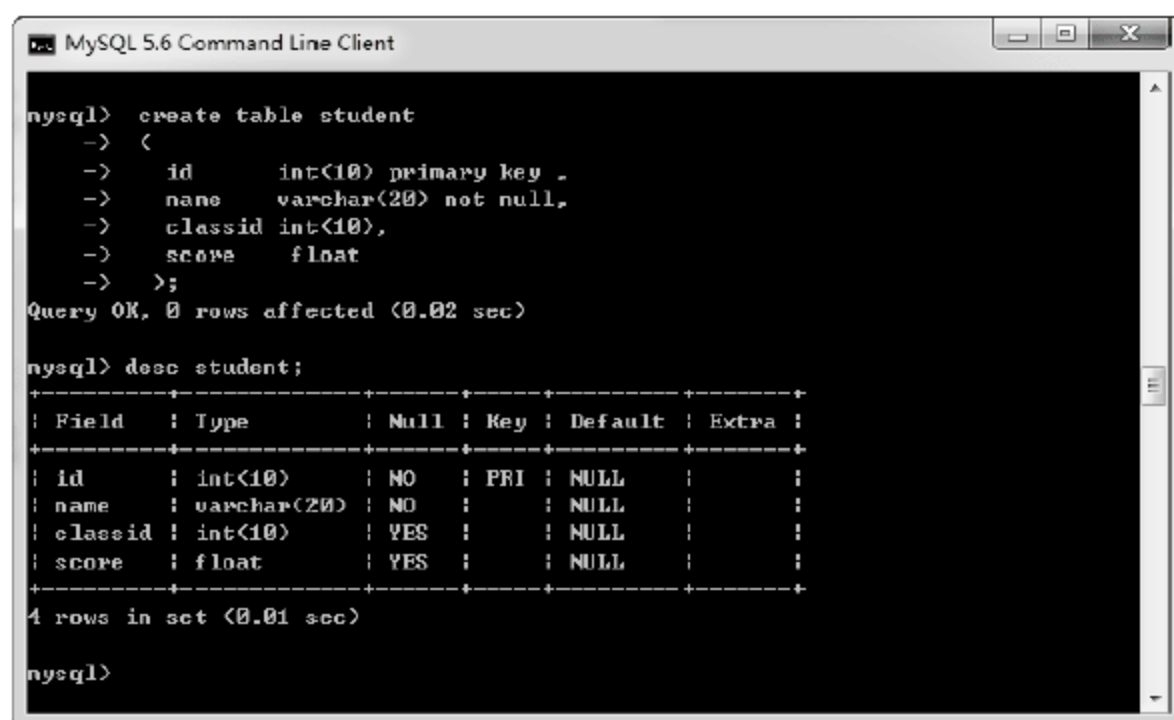 MySQL 5.6 Command Line Client
mysql>  create table student
    ->  (
    ->    id      int(10) primary key ,
    ->    name    varchar(20) not null,
    ->    classid int(10),
    ->    score    float
    ->   );
Query OK, 0 rows affected (0.02 sec)
mysql> desc student;
+---------+-------------+------+-----+---------+-------+
| Field   | Type        | Null | Key | Default | Extra |
+---------+-------------+------+-----+---------+-------+
| id      | int(10)     | NO   | PRI | NULL    |       |
| name    | varchar(20) | NO   |     | NULL    |       |
| classid | int(10)     | YES  |     | NULL    |       |
| score   | float       | YES  |     | NULL    |       |
+---------+-------------+------+-----+---------+-------+
4 rows in set (0.01 sec)
mysql>